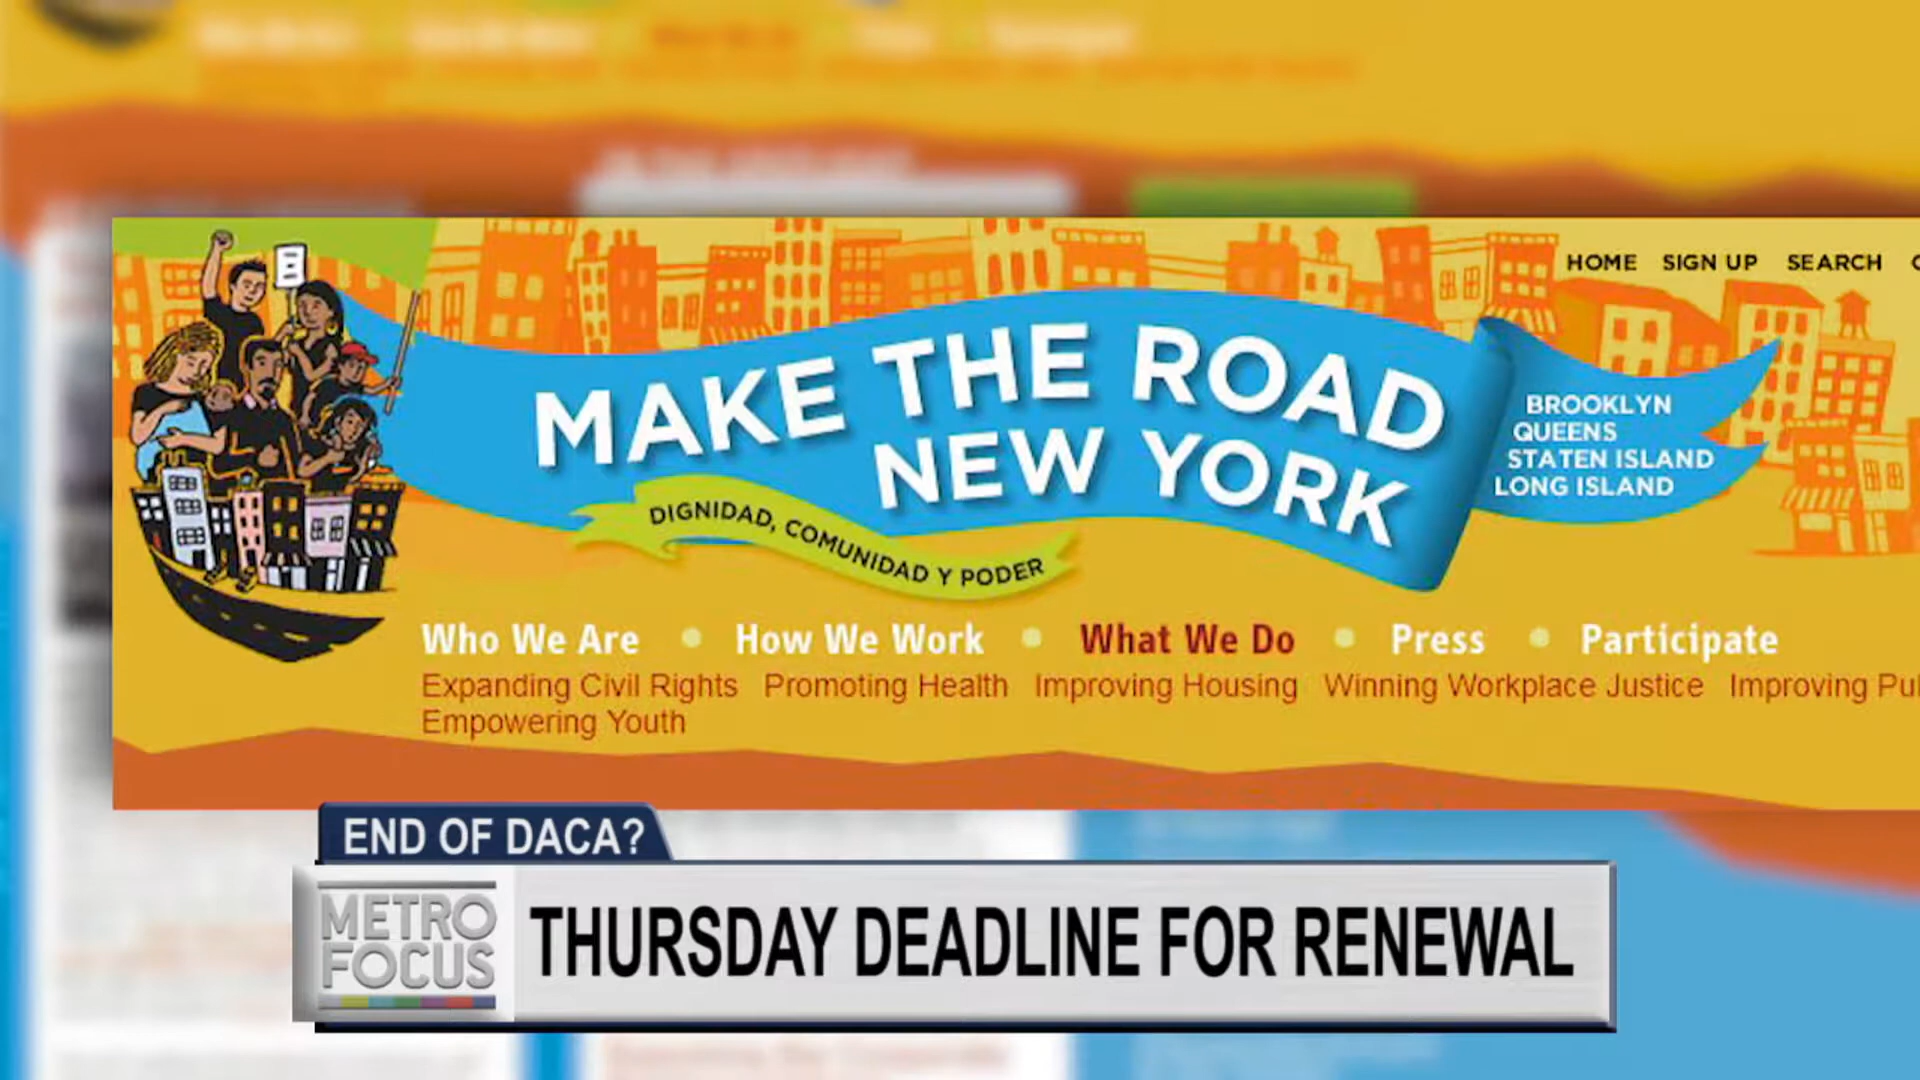 HOME SIGN UP SEARCH
MAKE THE ROAD
NEW YORK
BROOKLYN
QUEENS
STATEN ISLAND
LONG ISLAND
DIGNIDAD, COMUNIDAD Y PODER
Who We Are • How We Work • What We Do • Press • Participate
Expanding Civil Rights Promoting Health Improving Housing Winning Workplace Justice Improving
Empowering Youth
END OF DACA?
METRO
FOCUS
THURSDAY DEADLINE FOR RENEWAL